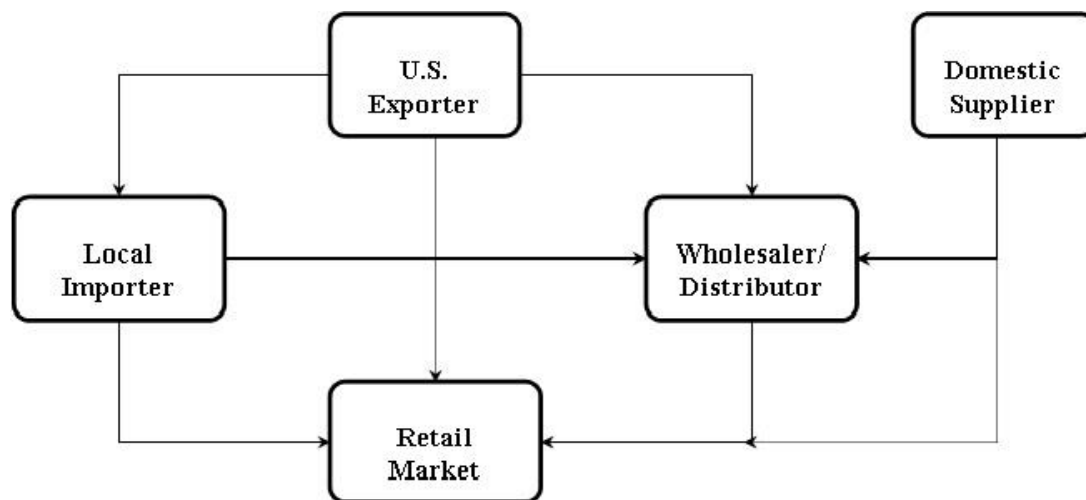 U.S.
Exporter
Domestic
Supplier
Local
Importer
Wholesaler/
Distributor
Retail
Market